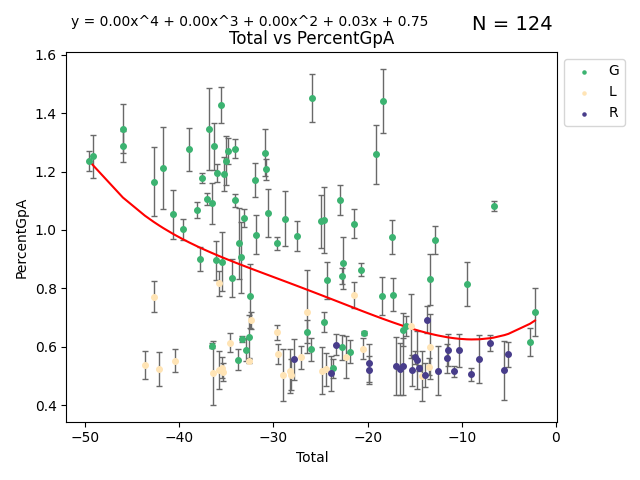 y = 0.00x^4 + 0.00x^3 + 0.00x^2 + 0.03x + 0.75
N = 124
Total vs PercentGpA
G
L
R
PercentGpA
1.6
1.4
1.2
1.0
0.8
0.6
0.4
−50
−40
−30
−20
−10
0
Total